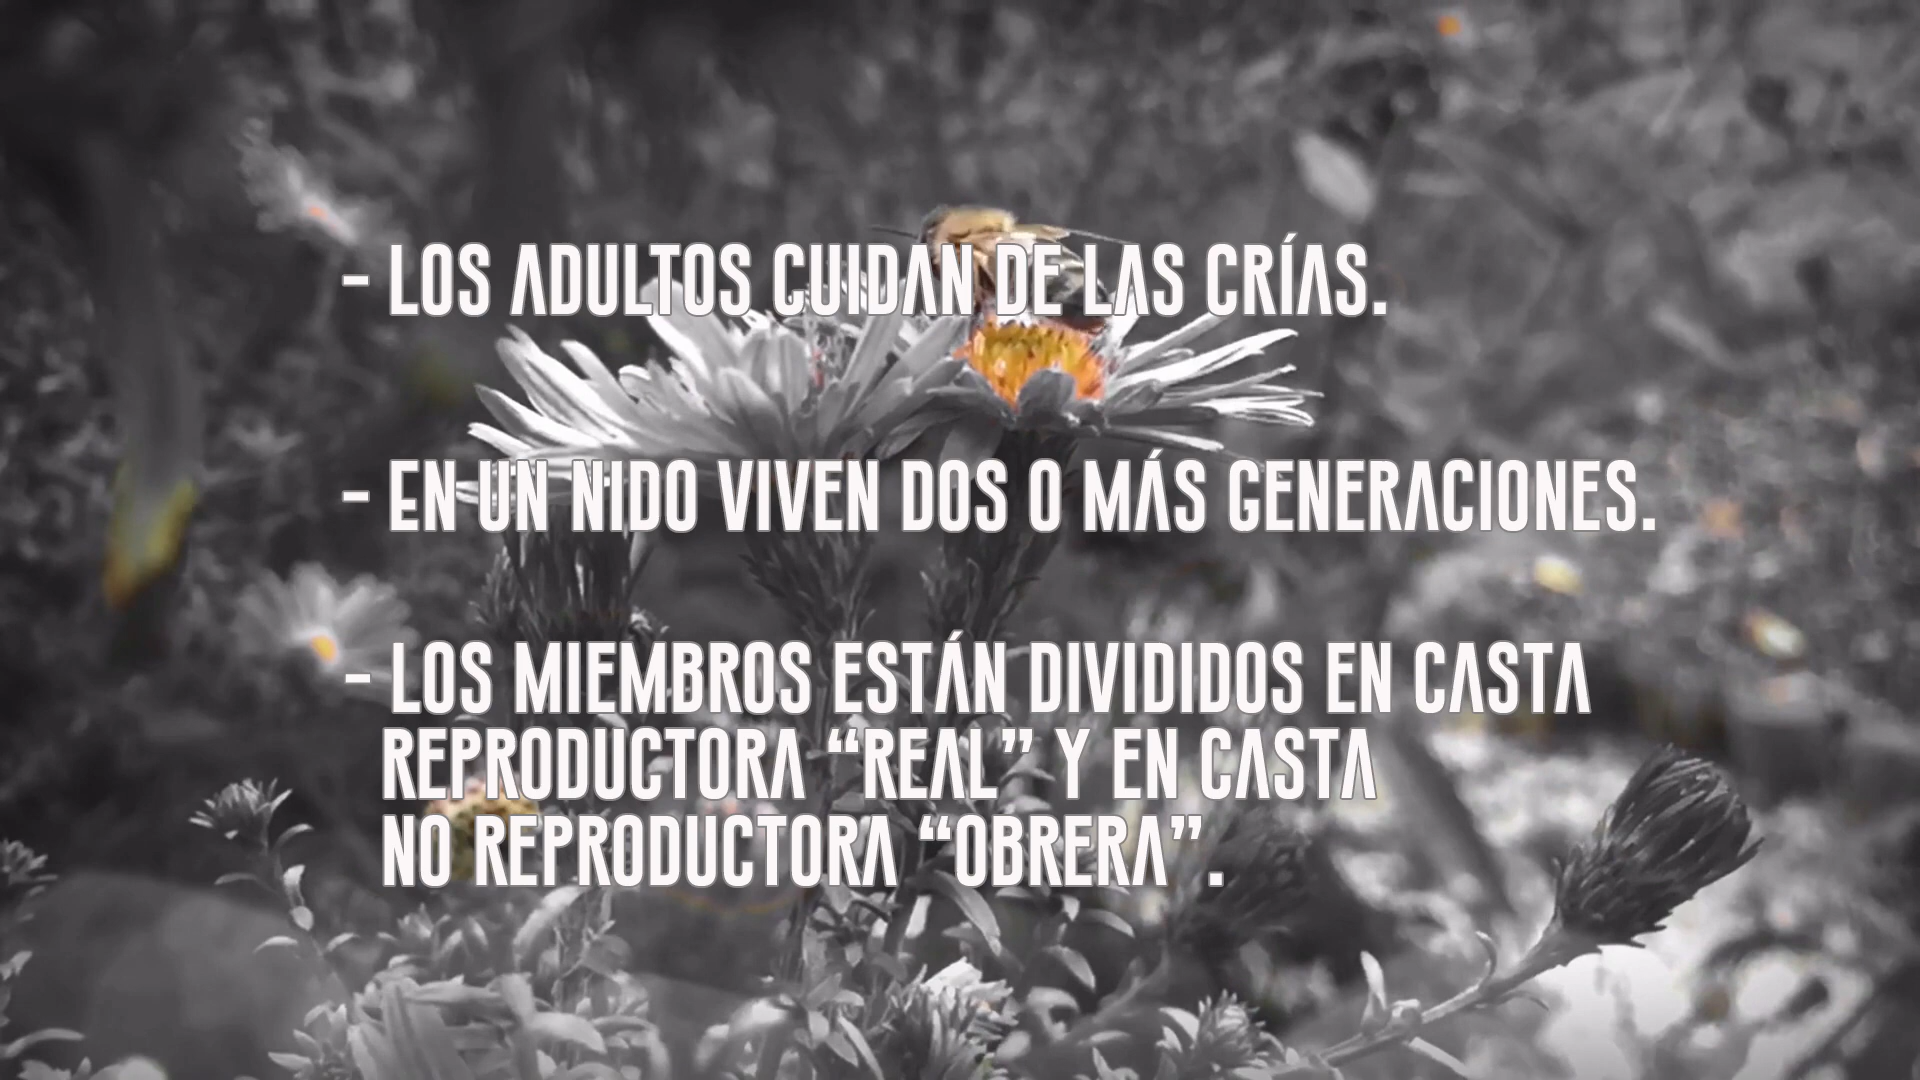 - LOS ADULTOS CUIDAN DE LAS CRÍAS.
- EN UN NIDO VIVEN DOS O MÁS GENERACIONES.
- LOS MIEMBROS ESTÁN DIVIDIDOS EN CASTA
REPRODUCTORA “REAL” Y EN CASTA
NO REPRODUCTORA “OBRERA”.